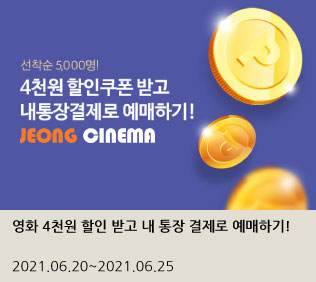 선착순 5,000명!
4천원 할인쿠폰 받고
내통장결제로 예매하기!
JEONG CINEMA
영화 4천원 할인 받고 내 통장 결제로 예매하기!
2021.06.20~2021.06.25